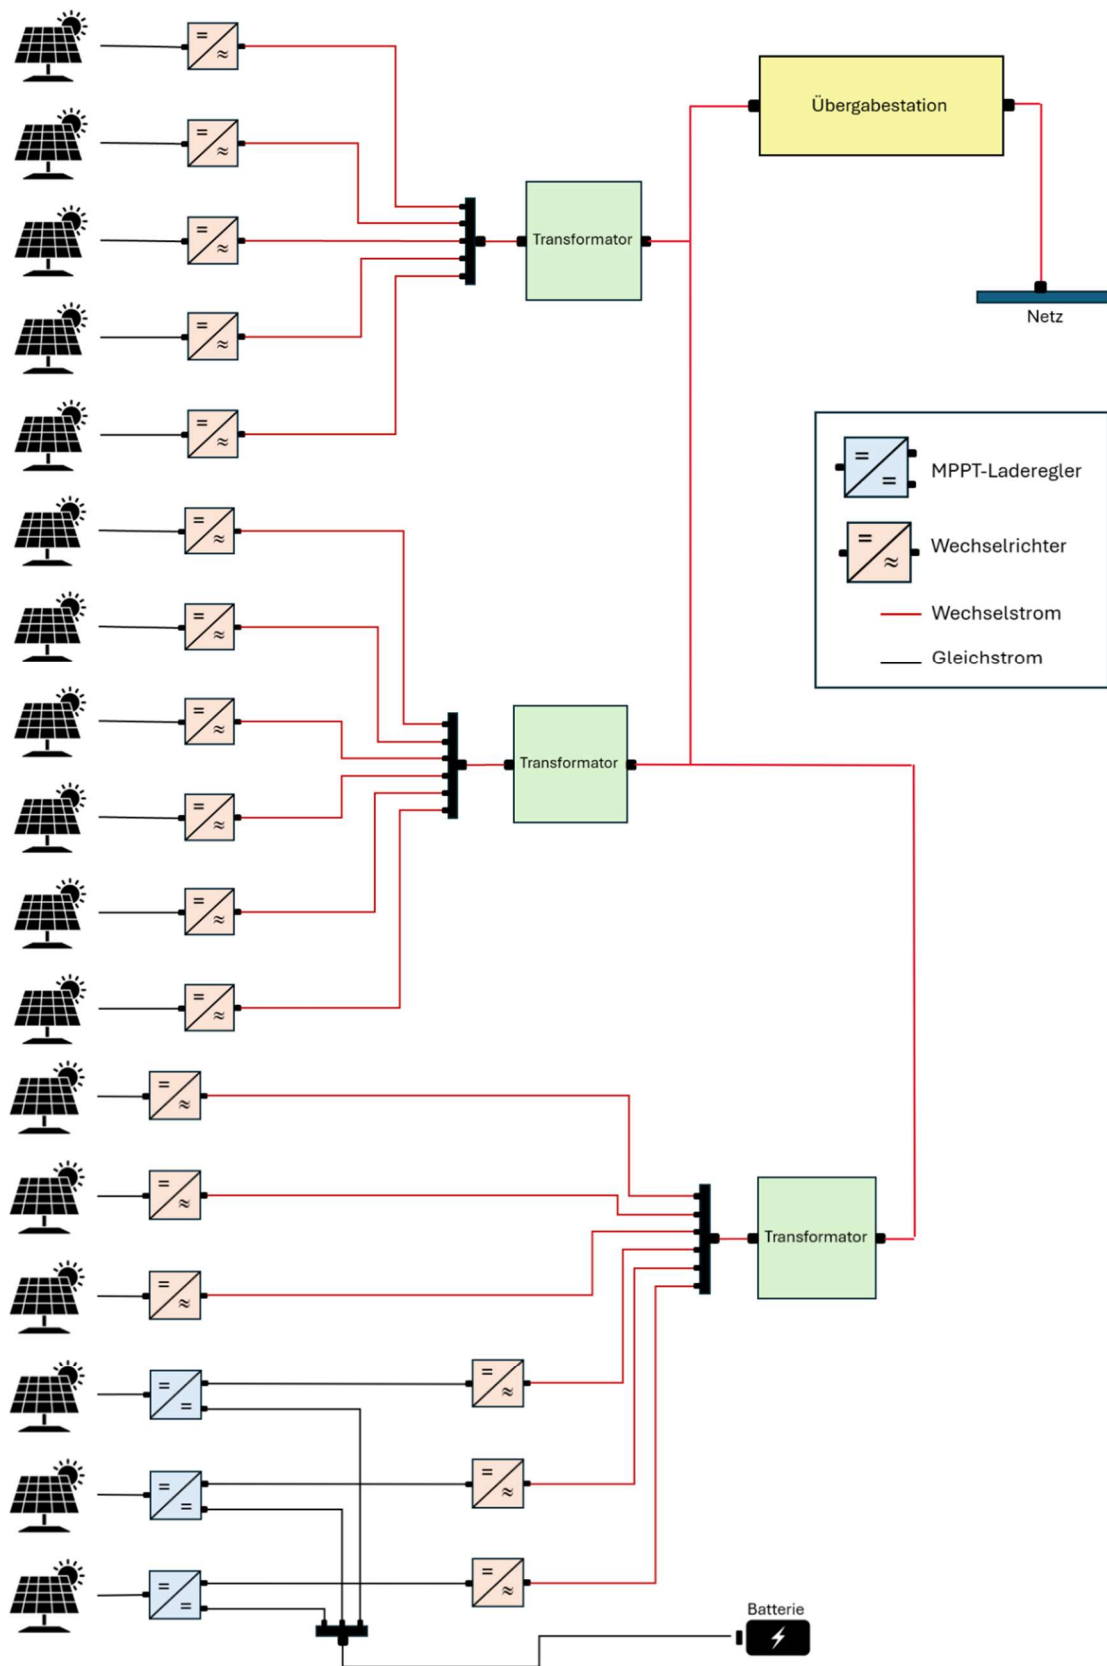 Übergabestation
Transformator
Netz
MPPT-Laderegler
Wechselrichter
Wechselstrom
Gleichstrom
Transformator
Transformator
Batterie